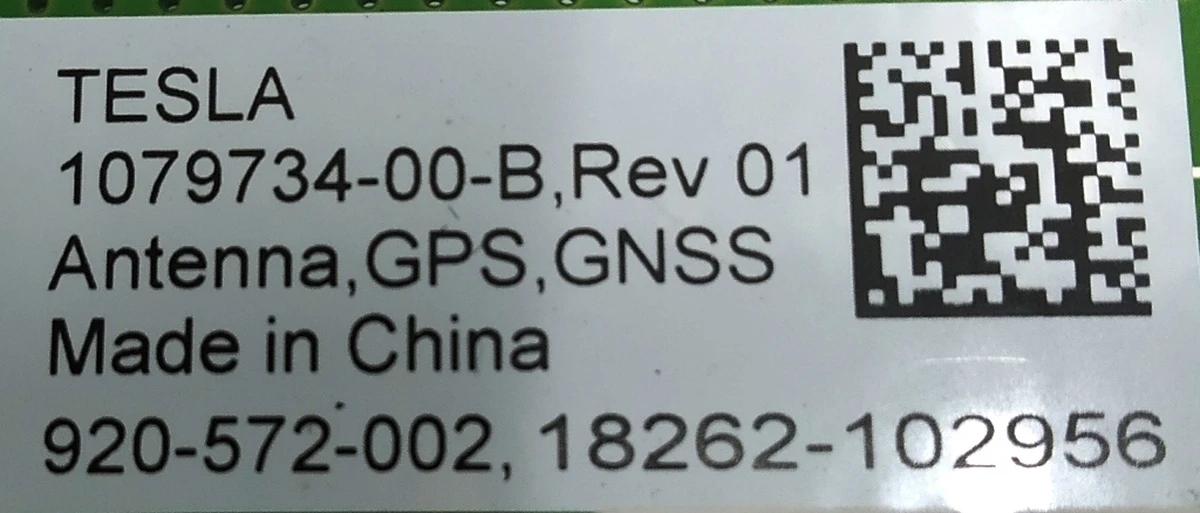 TESLA
1079734-00-B,Rev 01
Antenna,GPS,GNSS
Made in China
920-572-002, 18262-102956